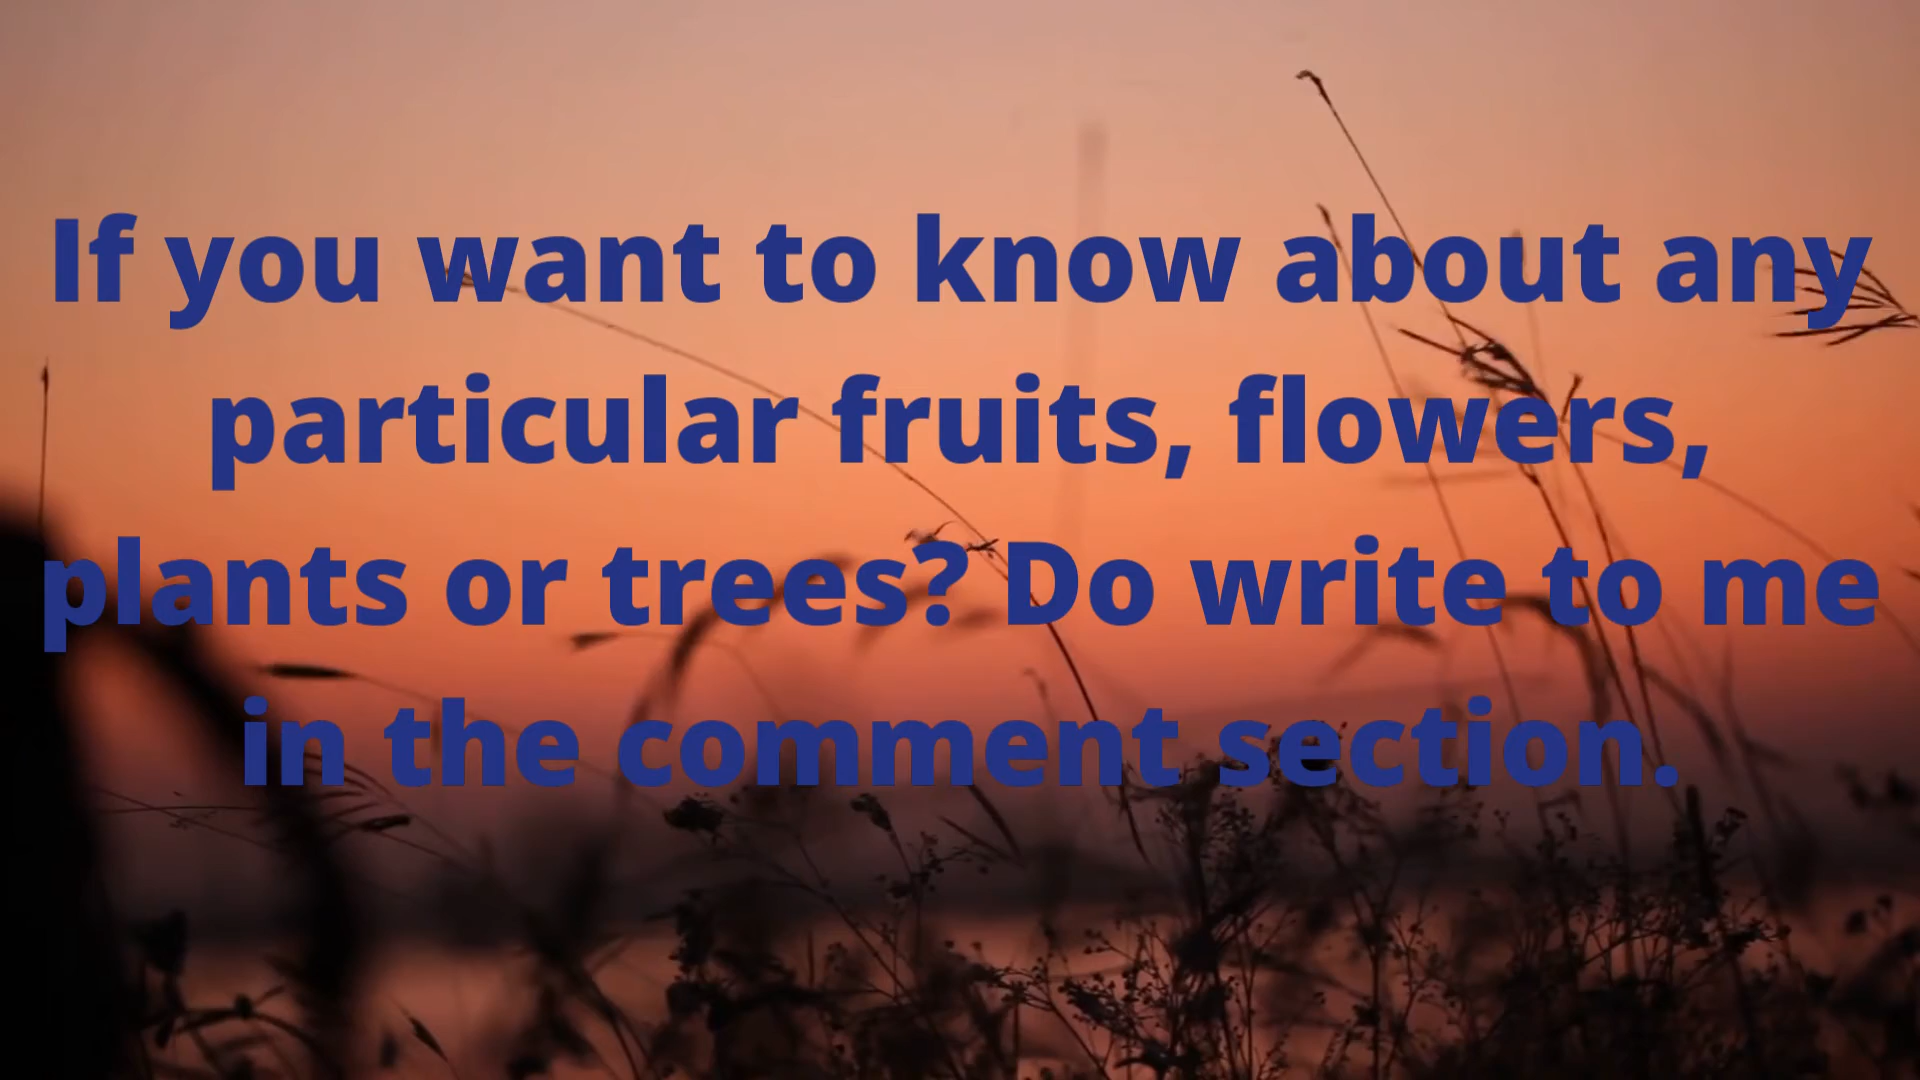 If you want to know about any
particular fruits, flowers,
plants or trees? Do write to me
in the comment section.